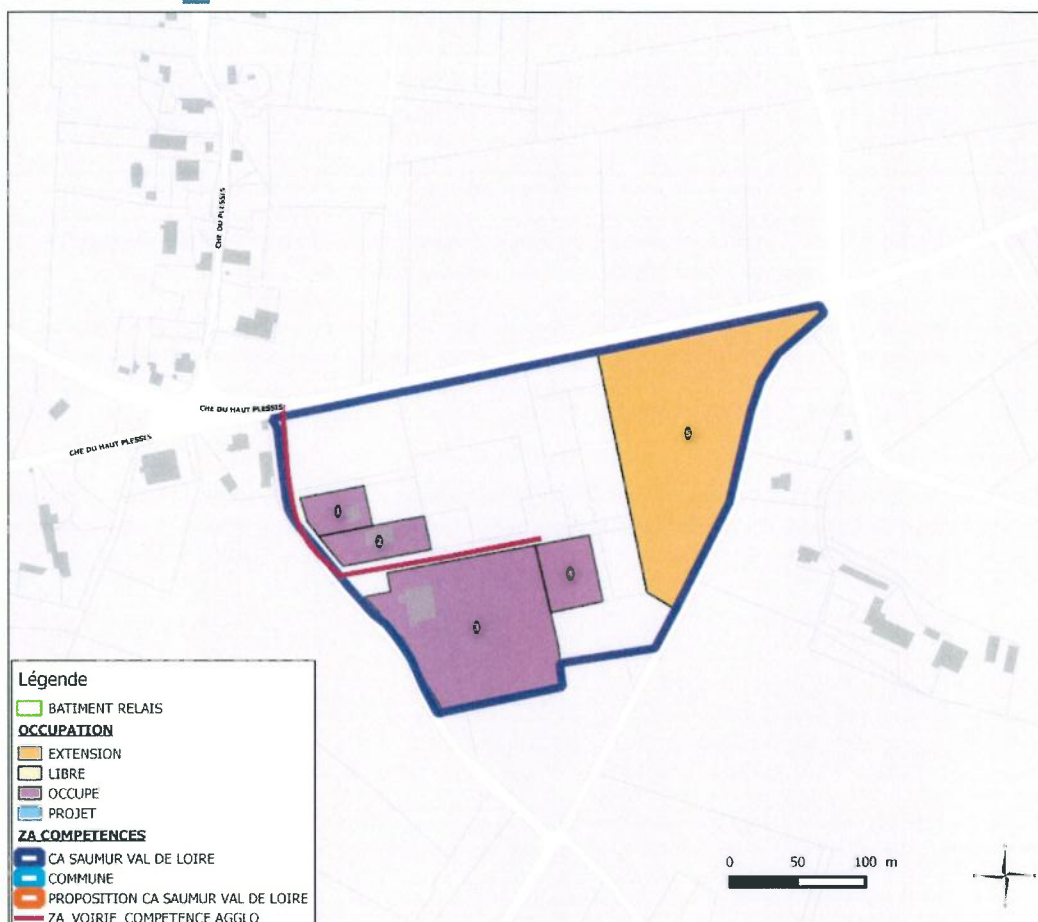 CHE DU PLESSIS
CHE DU HAUT PLESSIS
CHE DU HAUT PLESSIS
5
1
2
4
3
Légende
BATIMENT RELAIS
OCCUPATION
EXTENSION
LIBRE
OCCUPE
PROJET
ZA COMPETENCES
CA SAUMUR VAL DE LOIRE
COMMUNE
PROPOSITION CA SAUMUR VAL DE LOIRE
ZA VOIRIE COMPETENCE AGGLO
0 50 100 m